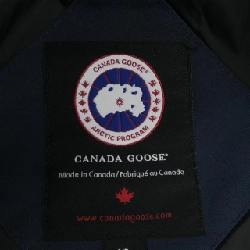 CANADA GOOSE
ARCTIC PROGRAM
CANADA GOOSE®
Made in Canada/Fabriqué au Canada
www.canadagoose.com